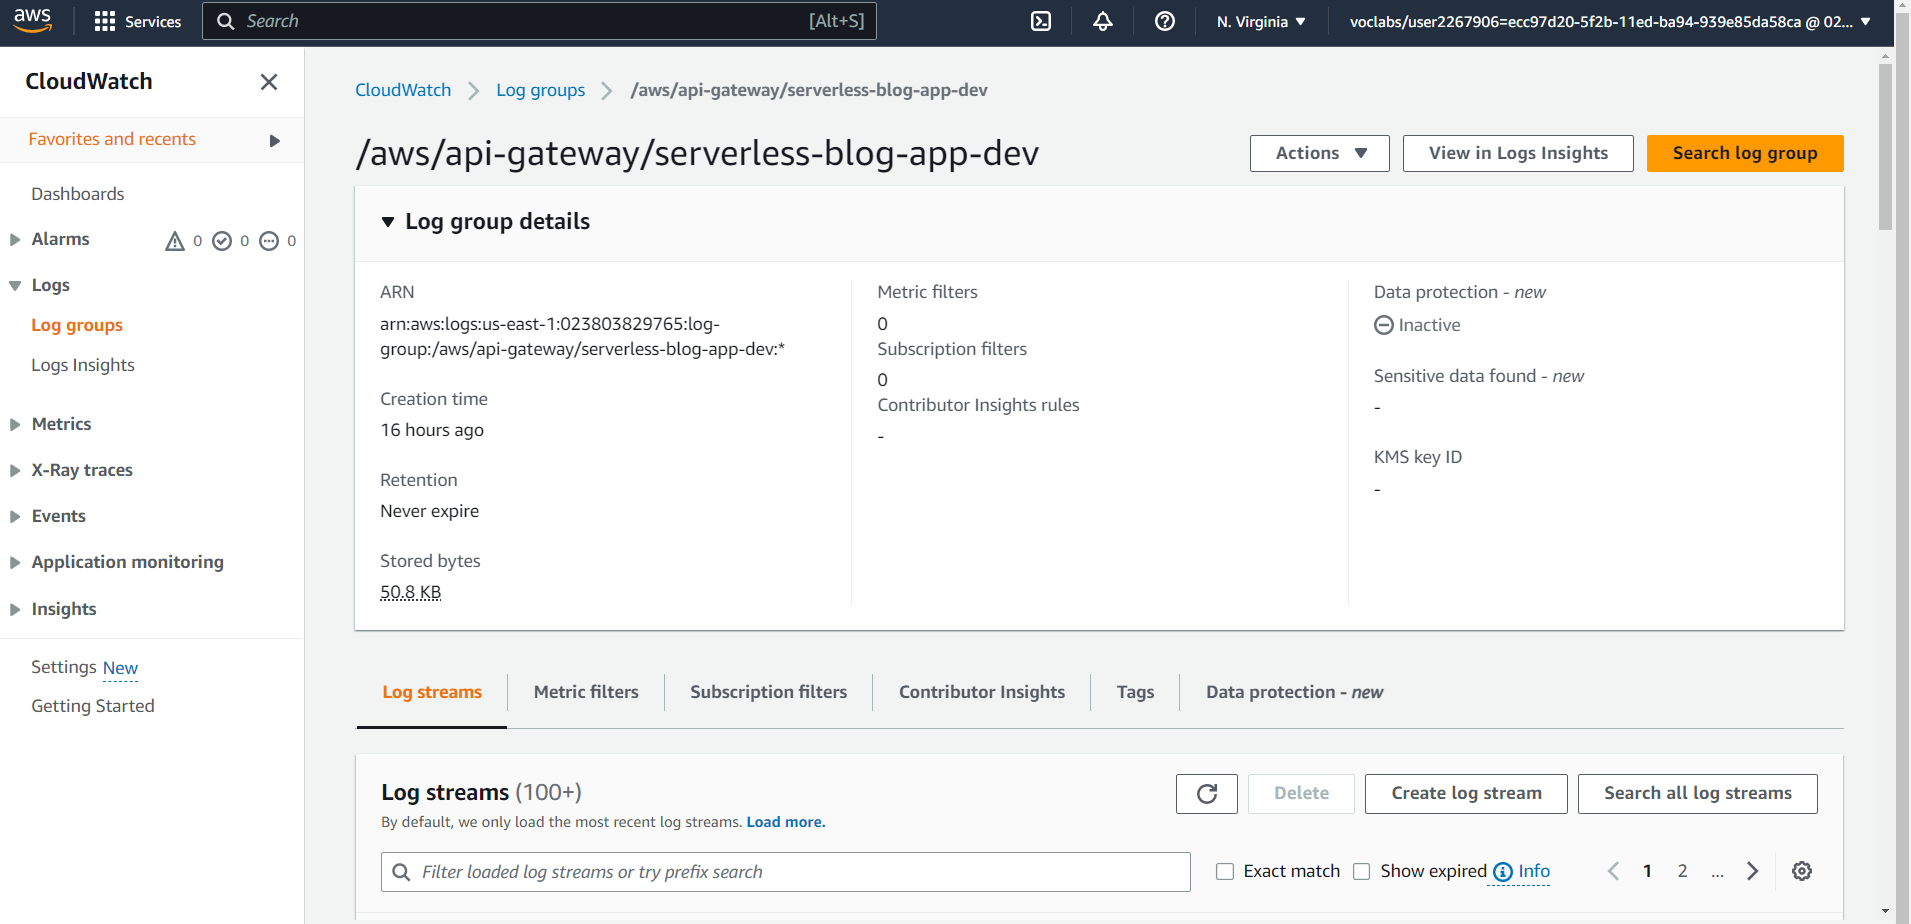 aws
Services
Search
[Alt+S]
N. Virginia
voclabs/user2267906=ecc97d20-5f2b-11ed-ba94-939e85da58ca @ 02...
CloudWatch
Favorites and recents
Dashboards
Alarms
0
0
0
Logs
Log groups
Logs Insights
Metrics
X-Ray traces
Events
Application monitoring
Insights
Settings New
Getting Started
CloudWatch
Log groups
/aws/api-gateway/serverless-blog-app-dev
/aws/api-gateway/serverless-blog-app-dev
Actions
View in Logs Insights
Search log group
Log group details
ARN
arn:aws:logs:us-east-1:023803829765:log-
group:/aws/api-gateway/serverless-blog-app-dev:*
Creation time
16 hours ago
Retention
Never expire
Stored bytes
50.8 KB
Metric filters
0
Subscription filters
0
Contributor Insights rules
-
Data protection - new
Inactive
Sensitive data found - new
-
KMS key ID
-
Log streams
Metric filters
Subscription filters
Contributor Insights
Tags
Data protection - new
Log streams (100+)
By default, we only load the most recent log streams. Load more.
Delete
Create log stream
Search all log streams
Filter loaded log streams or try prefix search
Exact match
Show expired
Info
1
2
...